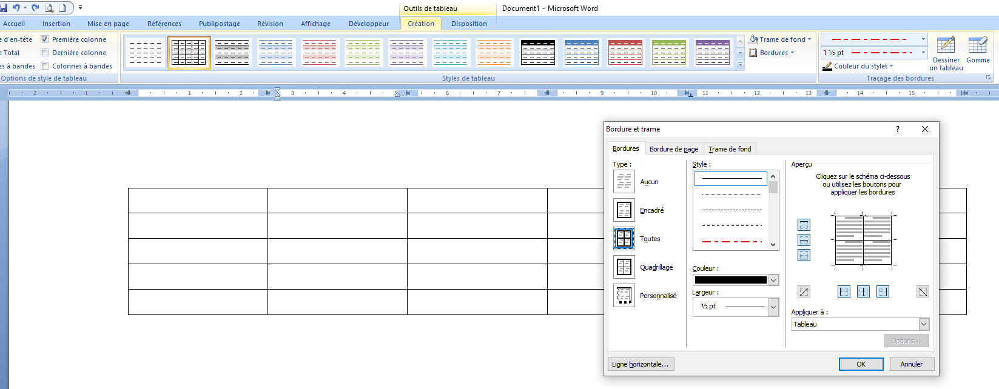 Outils de tableau
Document1 - Microsoft Word
Accueil Insertion Mise en page Références Publipostage Révision Affichage Développeur Création Disposition
e d'en-tête Première colonne
e Total Dernière colonne
es à bandes Colonnes à bandes
Options de style de tableau
Styles de tableau
Trame de fond
Bordures
1 ½ pt
Couleur du stylet
Dessiner
un tableau
Gomme
Traçage des bordures
2 1 1 2 3 4 5 6 7 9 10 11 12 13 14 15 16
Bordure et trame
?
Bordures Bordure de page Trame de fond
Type :
Aucun
Encadré
Toutes
Quadrillage
Personnalisé
Style :
Couleur :
Largeur :
½ pt
Aperçu
Cliquez sur le schéma ci-dessous
ou utilisez les boutons pour
appliquer les bordures
Appliquer à :
Tableau
Options...
Ligne horizontale...
OK
Annuler